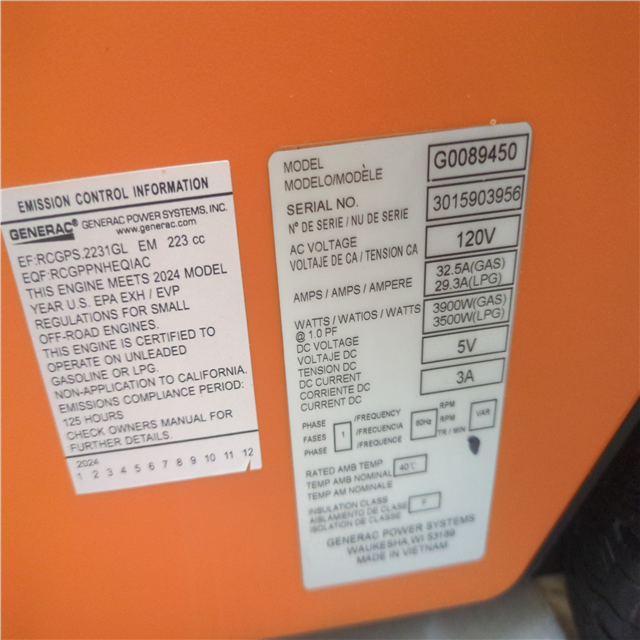 EMISSION CONTROL INFORMATION
GENERAC® GENERAC POWER SYSTEMS, INC.
www.generac.com
EF:RCGPS.2231GL EM 223 cc
EQF:RCGPPNHEQIAC
THIS ENGINE MEETS 2024 MODEL
YEAR U.S. EPA EXH / EVP
REGULATIONS FOR SMALL
OFF-ROAD ENGINES.
THIS ENGINE IS CERTIFIED TO
OPERATE ON UNLEADED
GASOLINE OR LPG.
NON-APPLICATION TO CALIFORNIA.
EMISSIONS COMPLIANCE PERIOD:
125 HOURS
CHECK OWNERS MANUAL FOR
FURTHER DETAILS.
2024
1 2 3 4 5 6 7 8 9 10 11 12
MODEL
MODELO/MODÈLE
G0089450
SERIAL NO.
N° DE SERIE / NU DE SERIE
3015903956
AC VOLTAGE
VOLTAJE DE CA / TENSION CA
120V
AMPS / AMPS / AMPERE
32.5A(GAS)
29.3A(LPG)
WATTS / WATIOS / WATTS
@ 1.0 PF
3900W(GAS)
3500W(LPG)
DC VOLTAGE
VOLTAJE DC
TENSION DC
5V
DC CURRENT
CORRIENTE DC
CURRENT DC
3A
PHASE
FASES
PHASE
1
/FREQUENCY
/FRECUENCIA
/FREQUENCE
60Hz
RPM
RPM
TR / MIN
VAR
RATED AMB TEMP
TEMP AMB NOMINAL
TEMP AM NOMINALE
40℃
INSULATION CLASS
AISLAMIENTO DE CLASE
ISOLATION DE CLASSE
F
GENERAC POWER SYSTEMS
WAUKESHA, WI 53189
MADE IN VIETNAM